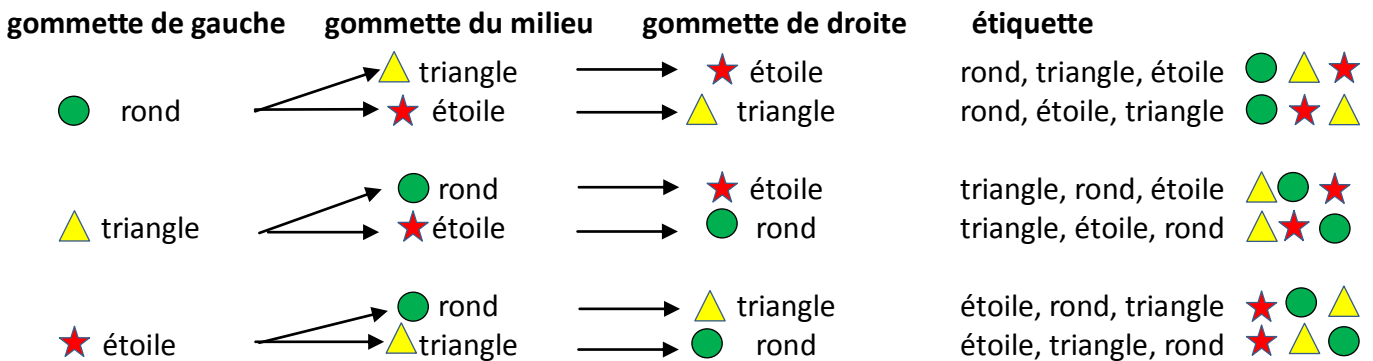 gommette de gauche gommette du milieu gommette de droite étiquette
triangle étoile rond, triangle, étoile
rond étoile triangle rond, étoile, triangle
rond étoile triangle, rond, étoile
triangle étoile rond triangle, étoile, rond
rond triangle étoile, rond, triangle
étoile triangle rond étoile, triangle, rond